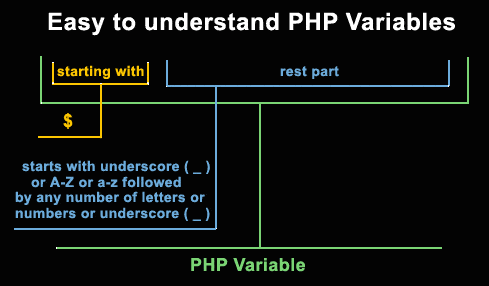 Easy to understand PHP Variables
starting with
rest part
$
starts with underscore ( _ )
or A-Z or a-z followed
by any number of letters or
numbers or underscore ( _ )
PHP Variable